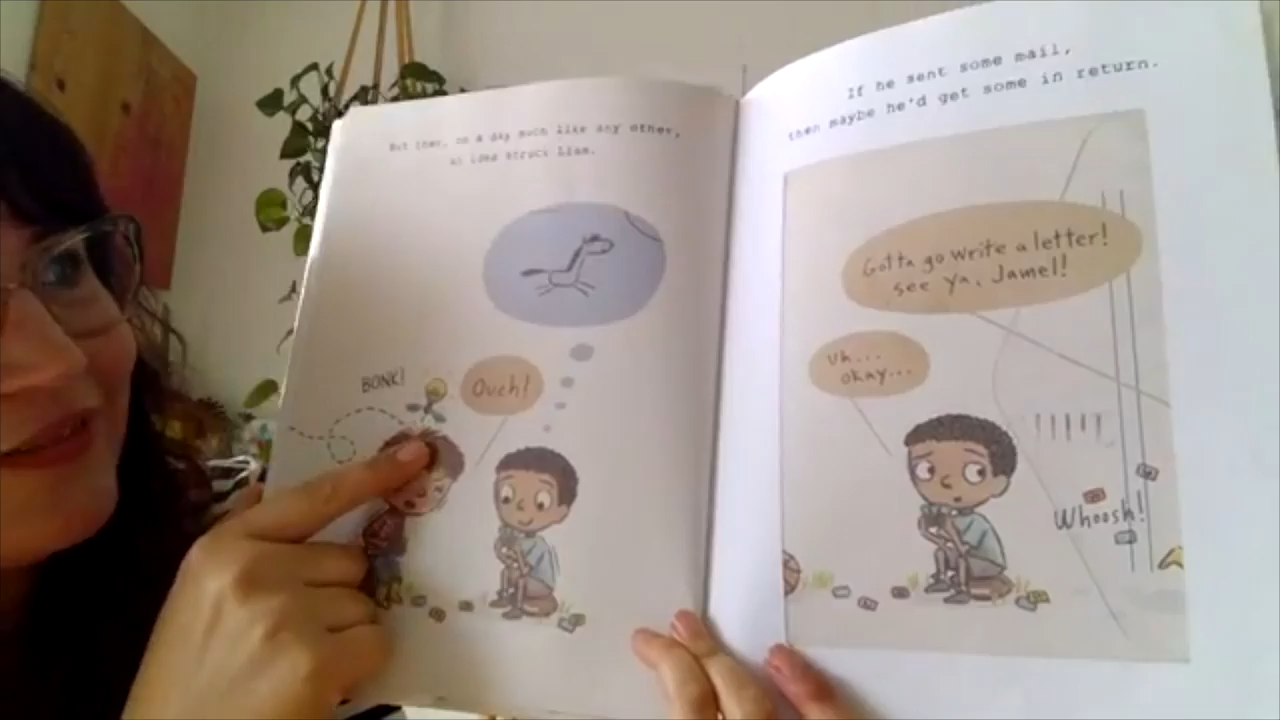 But then, on a day much like any other,
an idea struck Liam.
BONK!
Ouch!
If he sent some mail,
then maybe he'd get some in return.
Gotta go write a letter!
see ya, Jamel!
Uh...
okay...
!!!!!
Whoosh!